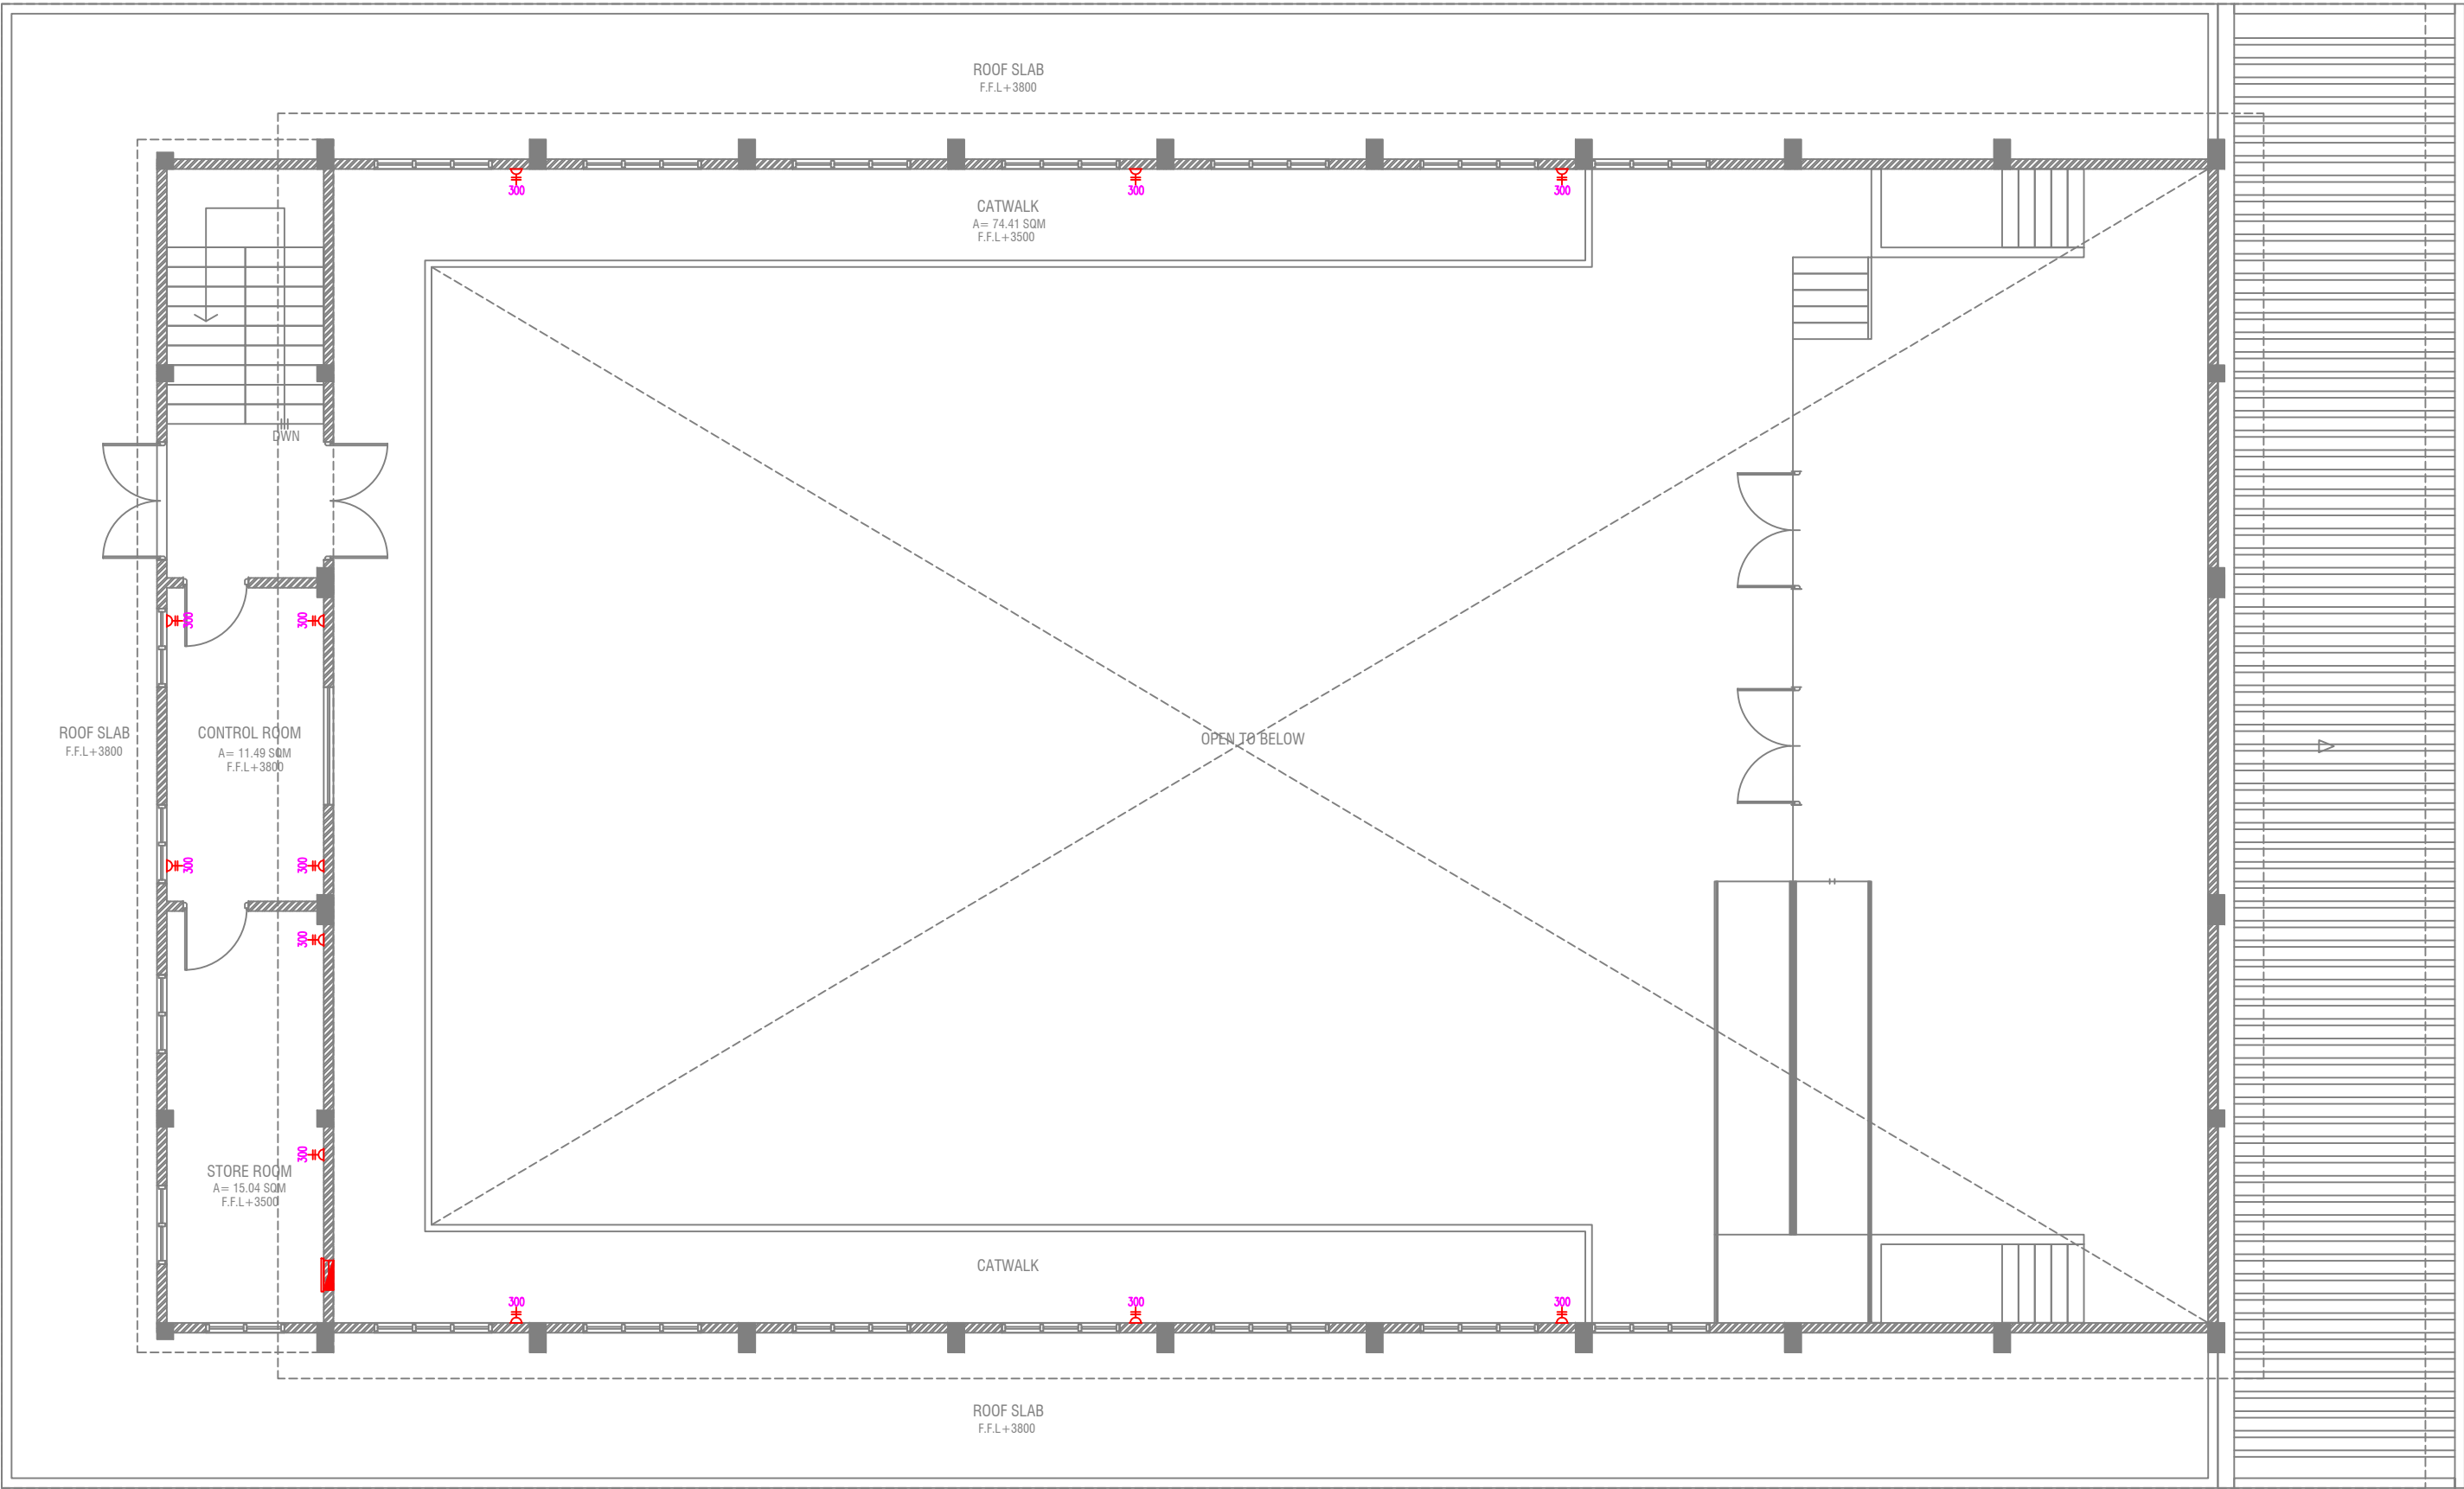 ROOF SLAB
F.F.L+3800
300
300
300
CATWALK
A= 74.41 SQM
F.F.L+3500
DWN
300
300
ROOF SLAB
F.F.L+3800
CONTROL ROOM
A= 11.49 SQM
F.F.L+3800
OPEN TO BELOW
300
300
300
300
STORE ROOM
A= 15.04 SQM
F.F.L+3500
CATWALK
300
300
300
ROOF SLAB
F.F.L+3800